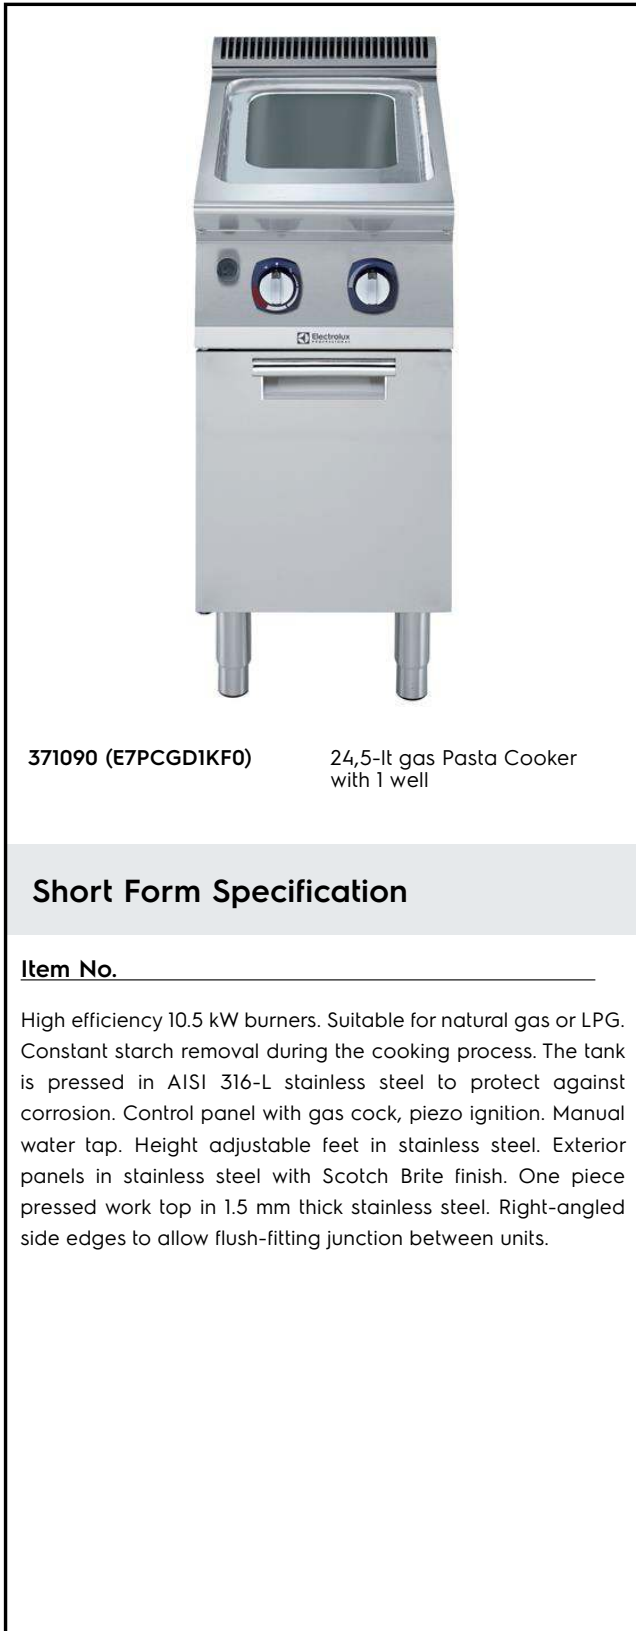 Electrolux
PROFESSIONAL
371090 (E7PCGD1KF0)
24,5-lt gas Pasta Cooker
with 1 well
Short Form Specification
Item No.
High efficiency 10.5 kW burners. Suitable for natural gas or LPG.
Constant starch removal during the cooking process. The tank
is pressed in AISI 316-L stainless steel to protect against
corrosion. Control panel with gas cock, piezo ignition. Manual
water tap. Height adjustable feet in stainless steel. Exterior
panels in stainless steel with Scotch Brite finish. One piece
pressed work top in 1.5 mm thick stainless steel. Right-angled
side edges to allow flush-fitting junction between units.